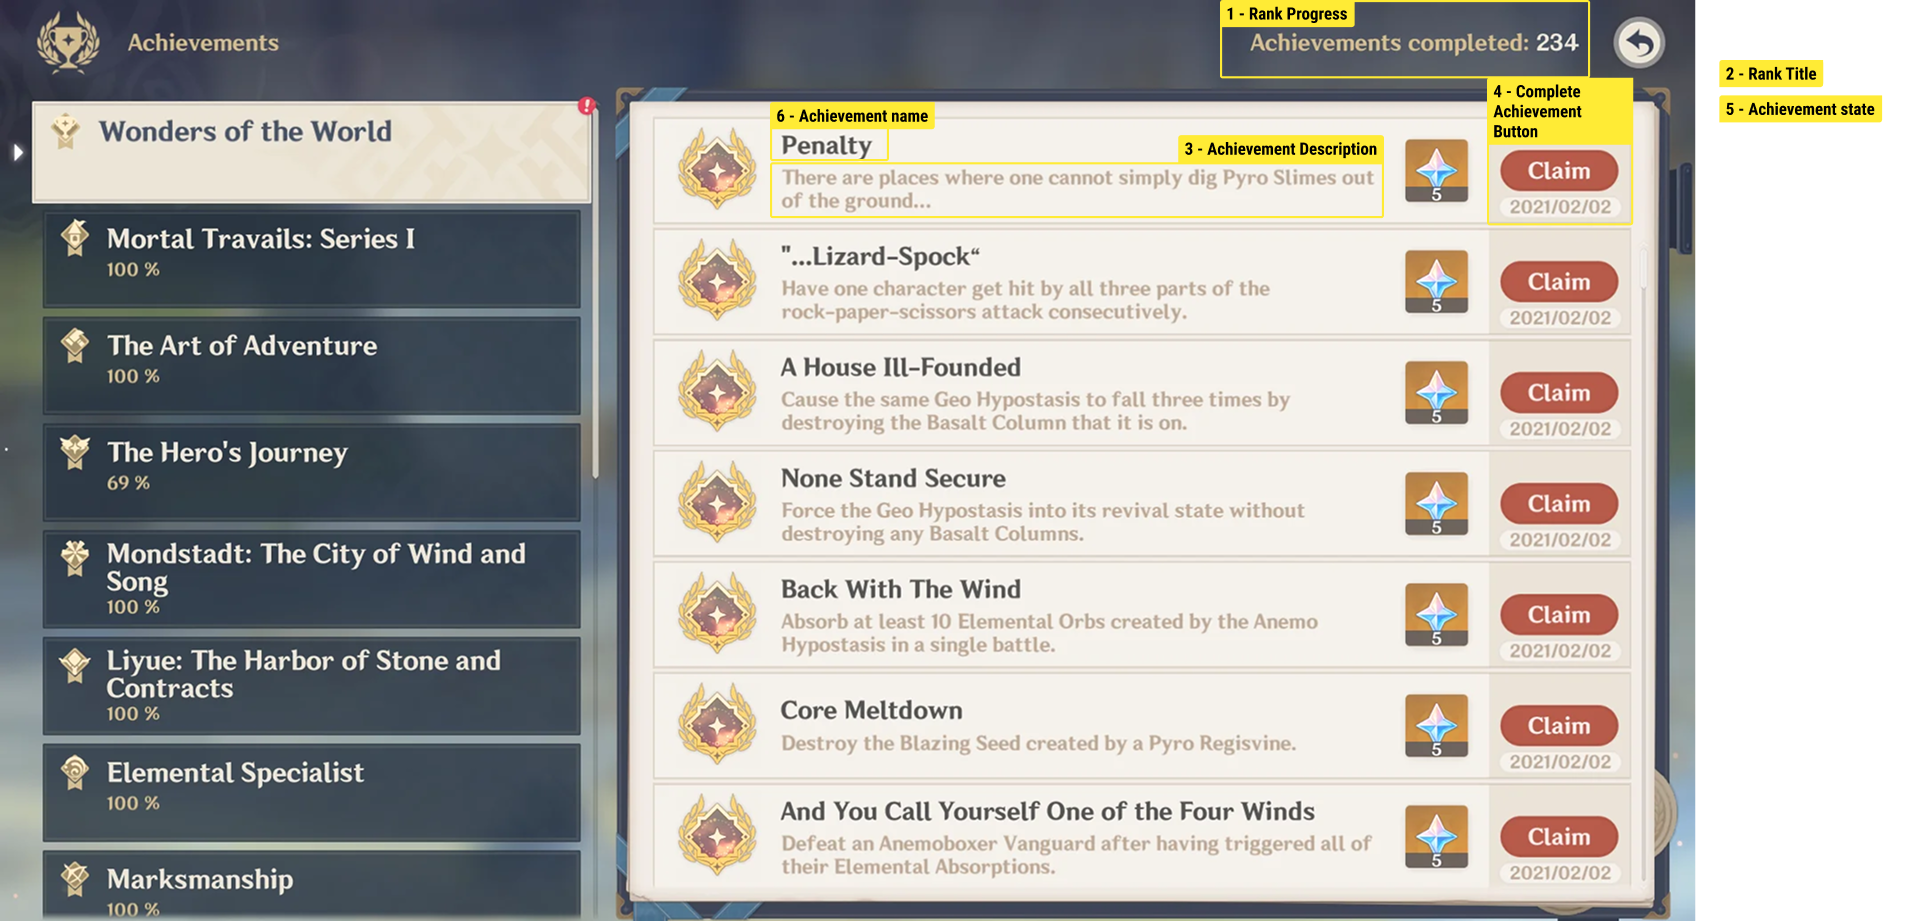 Achievements
1 - Rank Progress
Achievements completed: 234
2 - Rank Title
5 - Achievement state
Wonders of the World
!
Mortal Travails: Series I
100 %
The Art of Adventure
100 %
The Hero's Journey
69 %
Mondstadt: The City of Wind and
Song
100 %
Liyue: The Harbor of Stone and
Contracts
100 %
Elemental Specialist
100 %
Marksmanship
100 %
6 - Achievement name
Penalty
3 - Achievement Description
There are places where one cannot simply dig Pyro Slimes out
of the ground...
5
4 - Complete
Achievement
Button
Claim
2021/02/02
"...Lizard-Spock“
Have one character get hit by all three parts of the
rock-paper-scissors attack consecutively.
5
Claim
2021/02/02
A House Ill-Founded
Cause the same Geo Hypostasis to fall three times by
destroying the Basalt Column that it is on.
5
Claim
2021/02/02
None Stand Secure
Force the Geo Hypostasis into its revival state without
destroying any Basalt Columns.
5
Claim
2021/02/02
Back With The Wind
Absorb at least 10 Elemental Orbs created by the Anemo
Hypostasis in a single battle.
5
Claim
2021/02/02
Core Meltdown
Destroy the Blazing Seed created by a Pyro Regisvine.
5
Claim
2021/02/02
And You Call Yourself One of the Four Winds
Defeat an Anemoboxer Vanguard after having triggered all of
their Elemental Absorptions.
5
Claim
2021/02/02